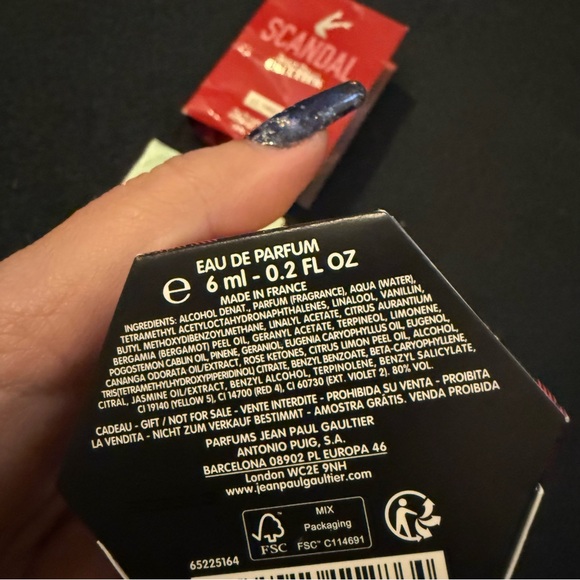 SCANDAL
EAU DE PARFUM
e 6 ml - 0.2 FL OZ
MADE IN FRANCE
INGREDIENTS: ALCOHOL DENAT., PARFUM (FRAGRANCE), AQUA (WATER),
TETRAMETHYL ACETYLOCTAHYDRONAPHTHALENES, LINALOOL, VANILLIN,
BUTYL METHOXYDIBENZOYLMETHANE, LINALYL ACETATE, CITRUS AURANTIUM
BERGAMIA (BERGAMOT) PEEL OIL, GERANYL ACETATE, TERPINEOL, LIMONENE,
POGOSTEMON CABLIN OIL, PINENE, GERANIOL, EUGENIA CARYOPHYLLUS OIL, EUGENOL,
CANANGA ODORATA OIL/EXTRACT, ROSE KETONES, CITRUS LIMON PEEL OIL, ALCOHOL,
TRIS(TETRAMETHYLHYDROXYPIPERIDINOL) CITRATE, BENZYL BENZOATE, BETA-CARYOPHYLLENE,
CITRAL, JASMINE OIL/EXTRACT, BENZYL ALCOHOL, TERPINOLENE, BENZYL SALICYLATE,
CI 19140 (YELLOW 5), CI 14700 (RED 4), CI 60730 (EXT. VIOLET 2). 80% VOL.
CADEAU - GIFT / NOT FOR SALE - VENTE INTERDITE - PROHIBIDA SU VENTA - PROIBITA
LA VENDITA - NICHT ZUM VERKAUF BESTIMMT - AMOSTRA GRÁTIS. VENDA PROIBIDA
PARFUMS JEAN PAUL GAULTIER
ANTONIO PUIG, S.A.
BARCELONA 08902 PL EUROPA 46
London WC2E 9NH
www.jeanpaulgaultier.com
FSC
MIX
Packaging
FSC™ C114691
65225164